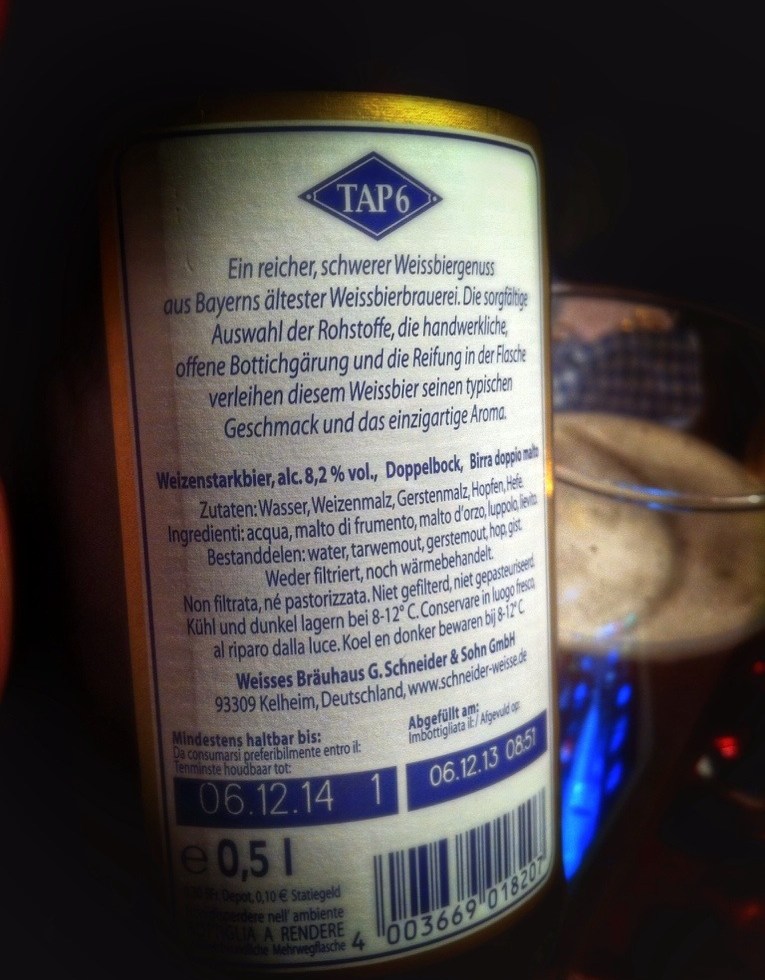 TAP6
Ein reicher, schwerer Weissbiergenuss
aus Bayerns ältester Weissbierbrauerei. Die sorgfältige
Auswahl der Rohstoffe, die handwerkliche,
offene Bottichgärung und die Reifung in der Flasche
verleihen diesem Weissbier seinen typischen
Geschmack und das einzigartige Aroma.
Weizenstarkbier, alc. 8,2 % vol., Doppelbock, Birra doppio malto
Zutaten: Wasser, Weizenmalz, Gerstenmalz, Hopfen, Hefe.
Ingredienti: acqua, malto di frumento, malto d'orzo, luppolo, lievito.
Bestanddelen: water, tarwemout, gerstemout, hop, gist.
Weder filtriert, noch wärmebehandelt.
Non filtrata, né pastorizzata. Niet gefilterd, niet gepasteuriseerd.
Kühl und dunkel lagern bei 8-12° C. Conservare in luogo fresco,
al riparo dalla luce. Koel en donker bewaren bij 8-12° C
Weisses Bräuhaus G. Schneider & Sohn GmbH
93309 Kelheim, Deutschland, www.schneider-weisse.de
Mindestens haltbar bis:
Da consumarsi preferibilmente entro il:
Tenminste houdbaar tot:
06.12.14 1
Abgefüllt am:
Imbottigliata il: / Afgevuld op:
06.12.13 08:51
e 0,5 l
Depot, 0,10 € Statiegeld
nell' ambiente
A RENDERE
Mehrwegflasche
4 003669 018207